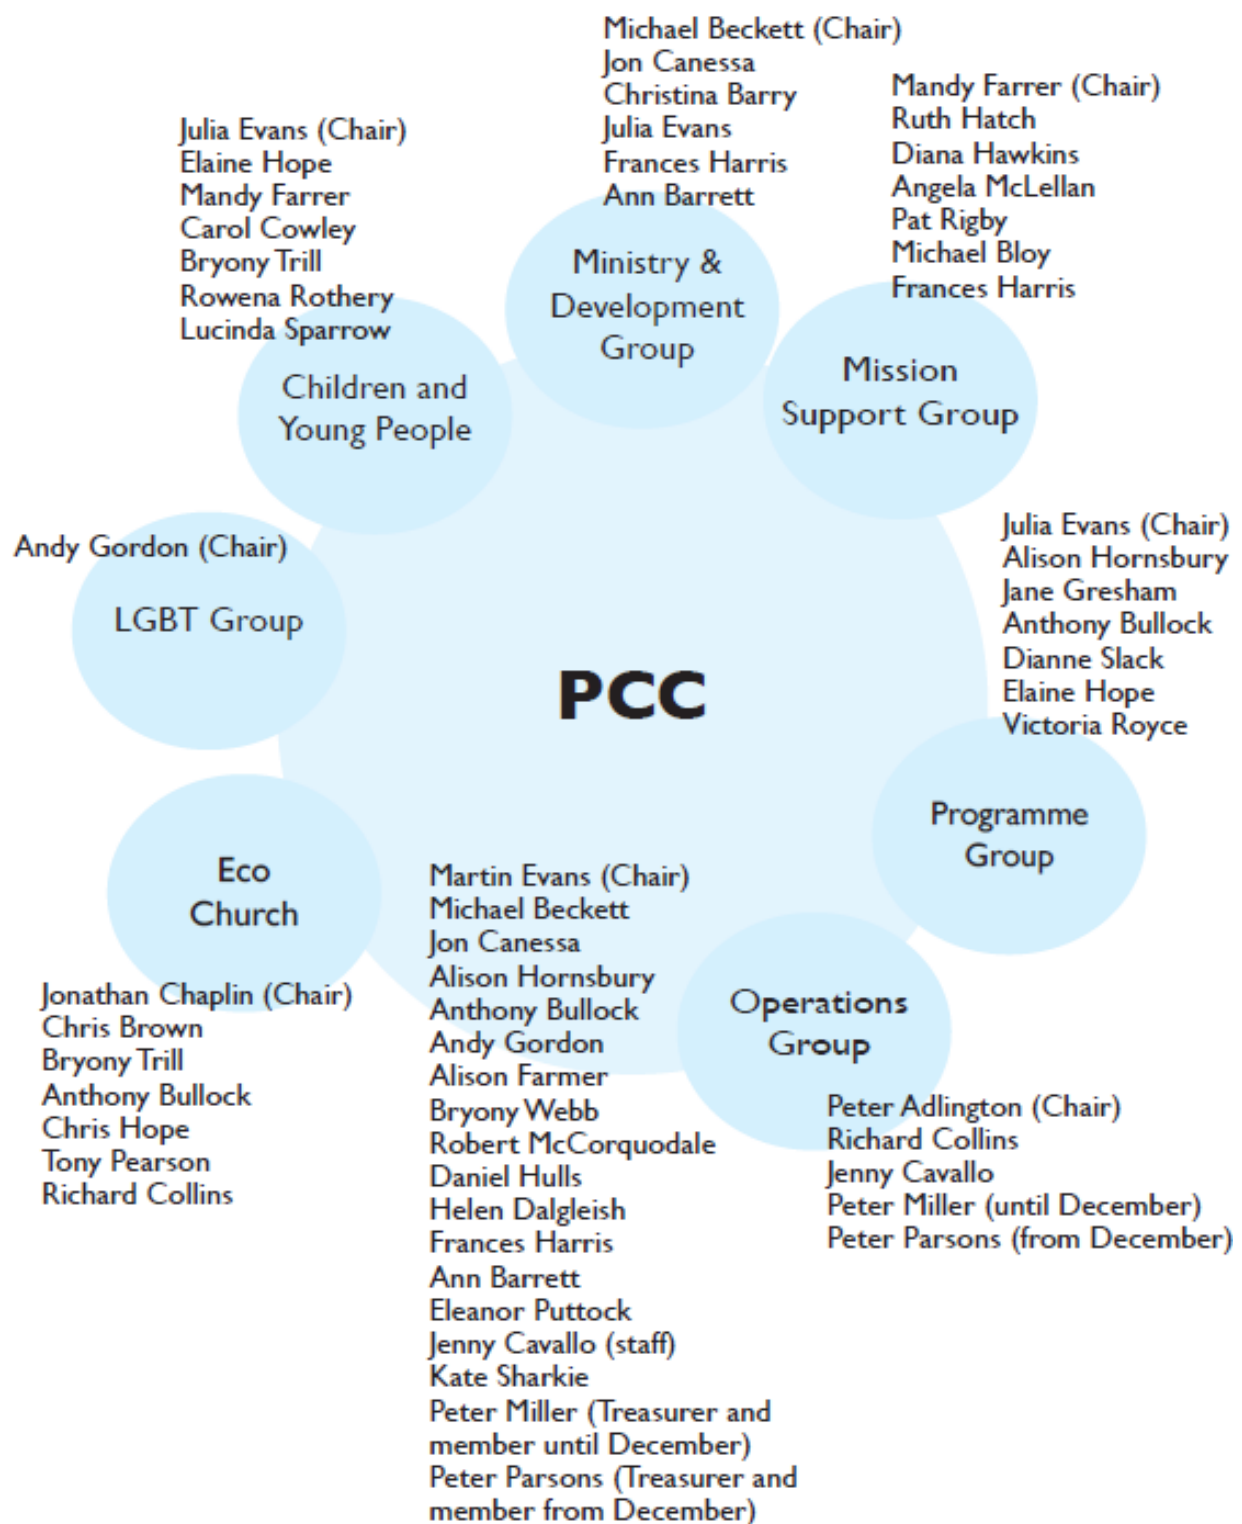 Michael Beckett (Chair)
Jon Canessa
Christina Barry
Julia Evans
Frances Harris
Ann Barrett
Ministry &
Development
Group
Mandy Farrer (Chair)
Ruth Hatch
Diana Hawkins
Angela McLellan
Pat Rigby
Michael Bloy
Frances Harris
Mission
Support Group
Julia Evans (Chair)
Elaine Hope
Mandy Farrer
Carol Cowley
Bryony Trill
Rowena Rothery
Lucinda Sparrow
Children and
Young People
Andy Gordon (Chair)
LGBT Group
PCC
Julia Evans (Chair)
Alison Hornsbury
Jane Gresham
Anthony Bullock
Dianne Slack
Elaine Hope
Victoria Royce
Programme
Group
Eco
Church
Jonathan Chaplin (Chair)
Chris Brown
Bryony Trill
Anthony Bullock
Chris Hope
Tony Pearson
Richard Collins
Martin Evans (Chair)
Michael Beckett
Jon Canessa
Alison Hornsbury
Anthony Bullock
Andy Gordon
Alison Farmer
Bryony Webb
Robert McCorquodale
Daniel Hulls
Helen Dalgleish
Frances Harris
Ann Barrett
Eleanor Puttock
Jenny Cavallo (staff)
Kate Sharkie
Peter Miller (Treasurer and
member until December)
Peter Parsons (Treasurer and
member from December)
Operations
Group
Peter Adlington (Chair)
Richard Collins
Jenny Cavallo
Peter Miller (until December)
Peter Parsons (from December)